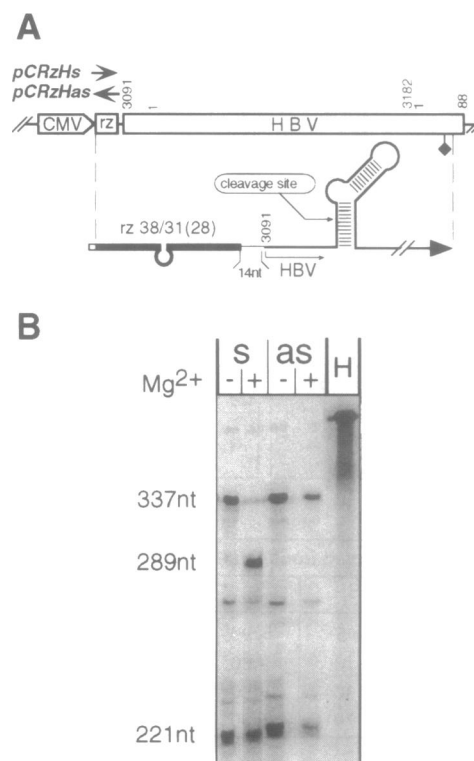 A
pCRzHs
pCRzHas
3091
1
3182
1
88
CMV rz HBV
cleavage site
rz 38/31(28)
3091
14nt
HBV
B
s as H
Mg2+ - + - +
337nt
289nt
221nt